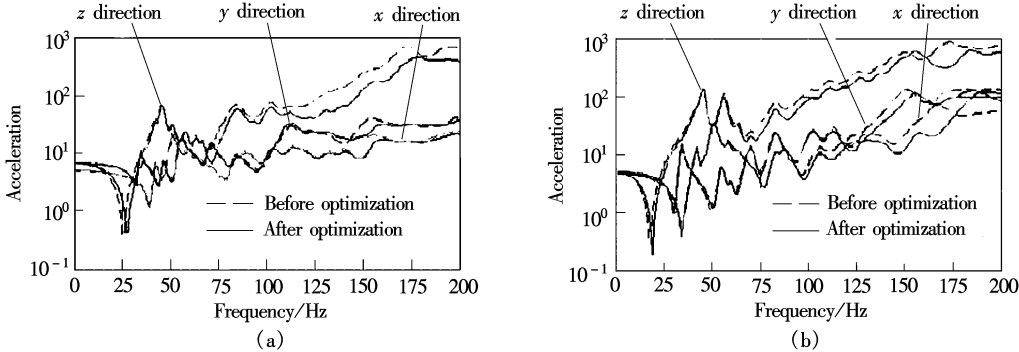 (a)
z direction
y direction
x direction
10³
10²
10¹
10⁰
10⁻¹
Acceleration
Before optimization
After optimization
0 25 50 75 100 125 150 175 200
Frequency/Hz
(a)
(b)
z direction
y direction
x direction
10³
10²
10¹
10⁰
10⁻¹
Acceleration
Before optimization
After optimization
0 25 50 75 100 125 150 175 200
Frequency/Hz
(b)